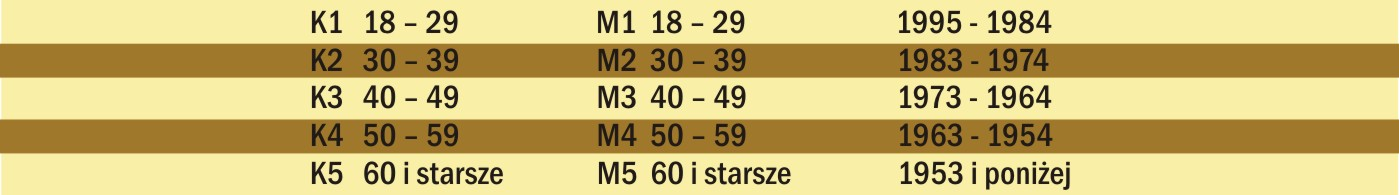 K1 18 – 29 M1 18 – 29 1995 - 1984
K2 30 – 39 M2 30 – 39 1983 - 1974
K3 40 – 49 M3 40 – 49 1973 - 1964
K4 50 – 59 M4 50 – 59 1963 - 1954
K5 60 i starsze M5 60 i starsze 1953 i poniżej